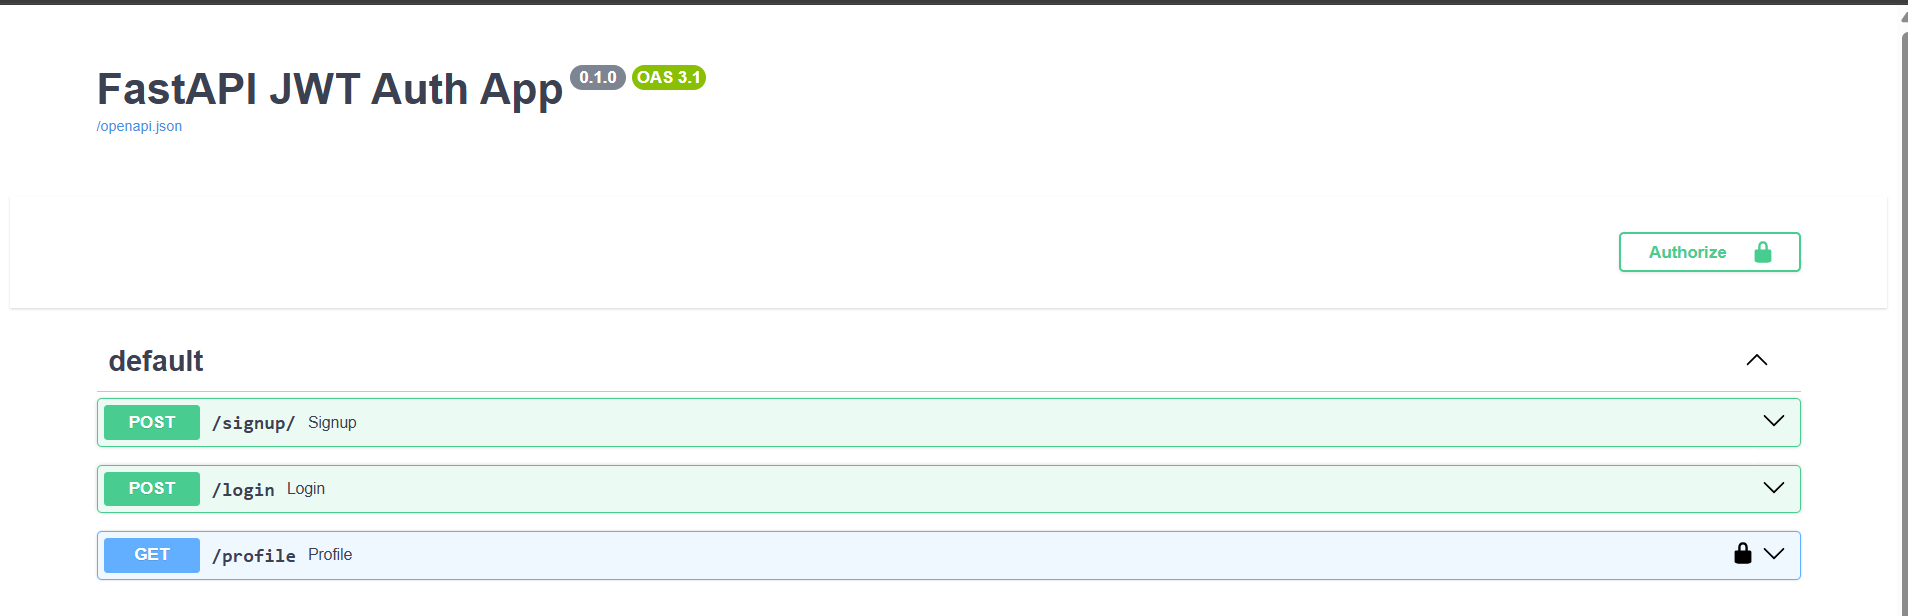 FastAPI JWT Auth App 0.1.0 OAS 3.1
/openapi.json
Authorize
default
POST /signup/ Signup
POST /login Login
GET /profile Profile